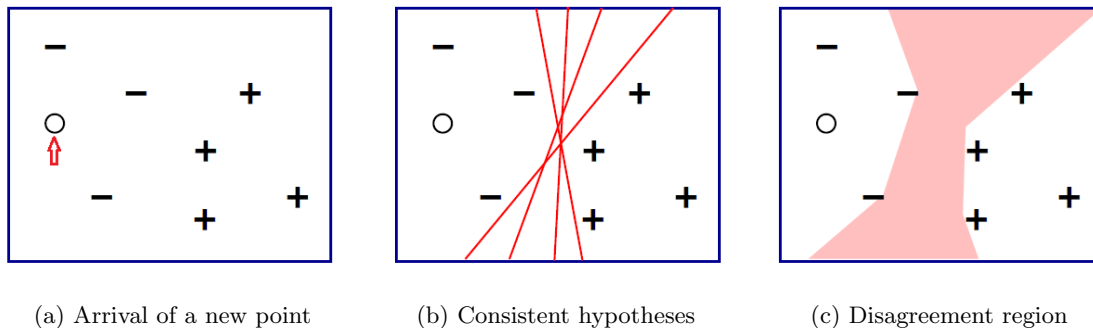 (a) Arrival of a new point
(b) Consistent hypotheses
(c) Disagreement region